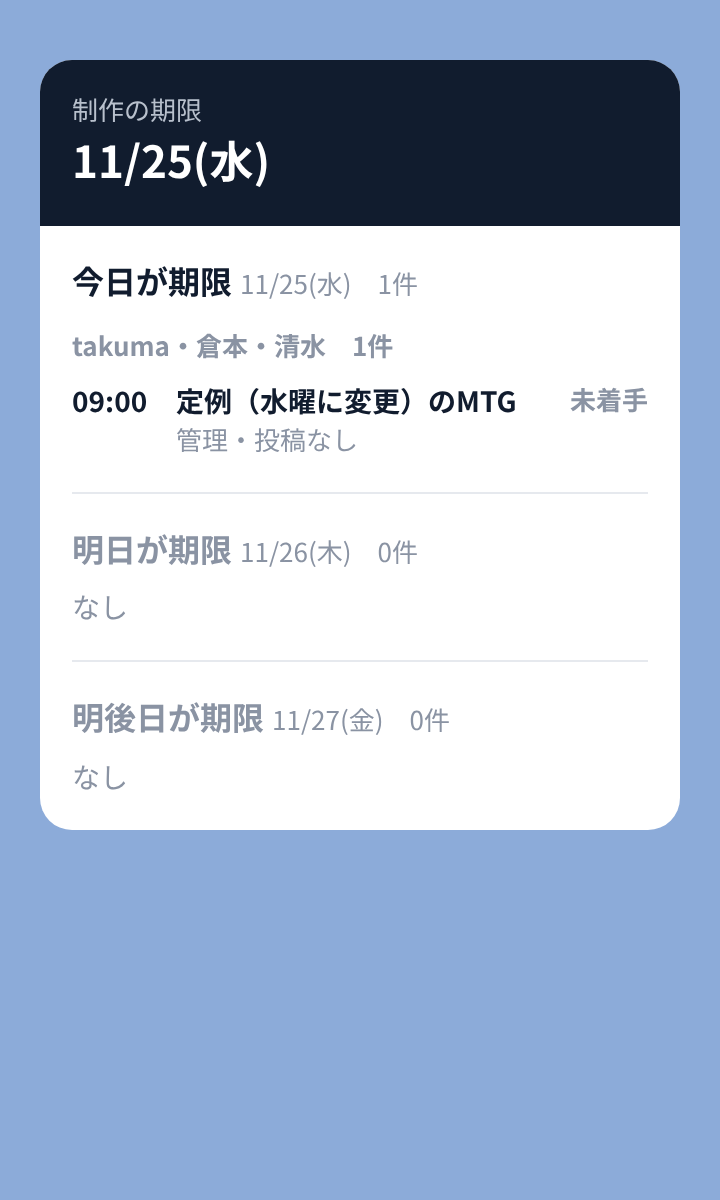 制作の期限
11/25(水)
今日が期限 11/25(水)　1件
takuma・倉本・清水　1件
09:00　定例（水曜に変更）のMTG　未着手
管理・投稿なし
明日が期限 11/26(木)　0件
なし
明後日が期限 11/27(金)　0件
なし